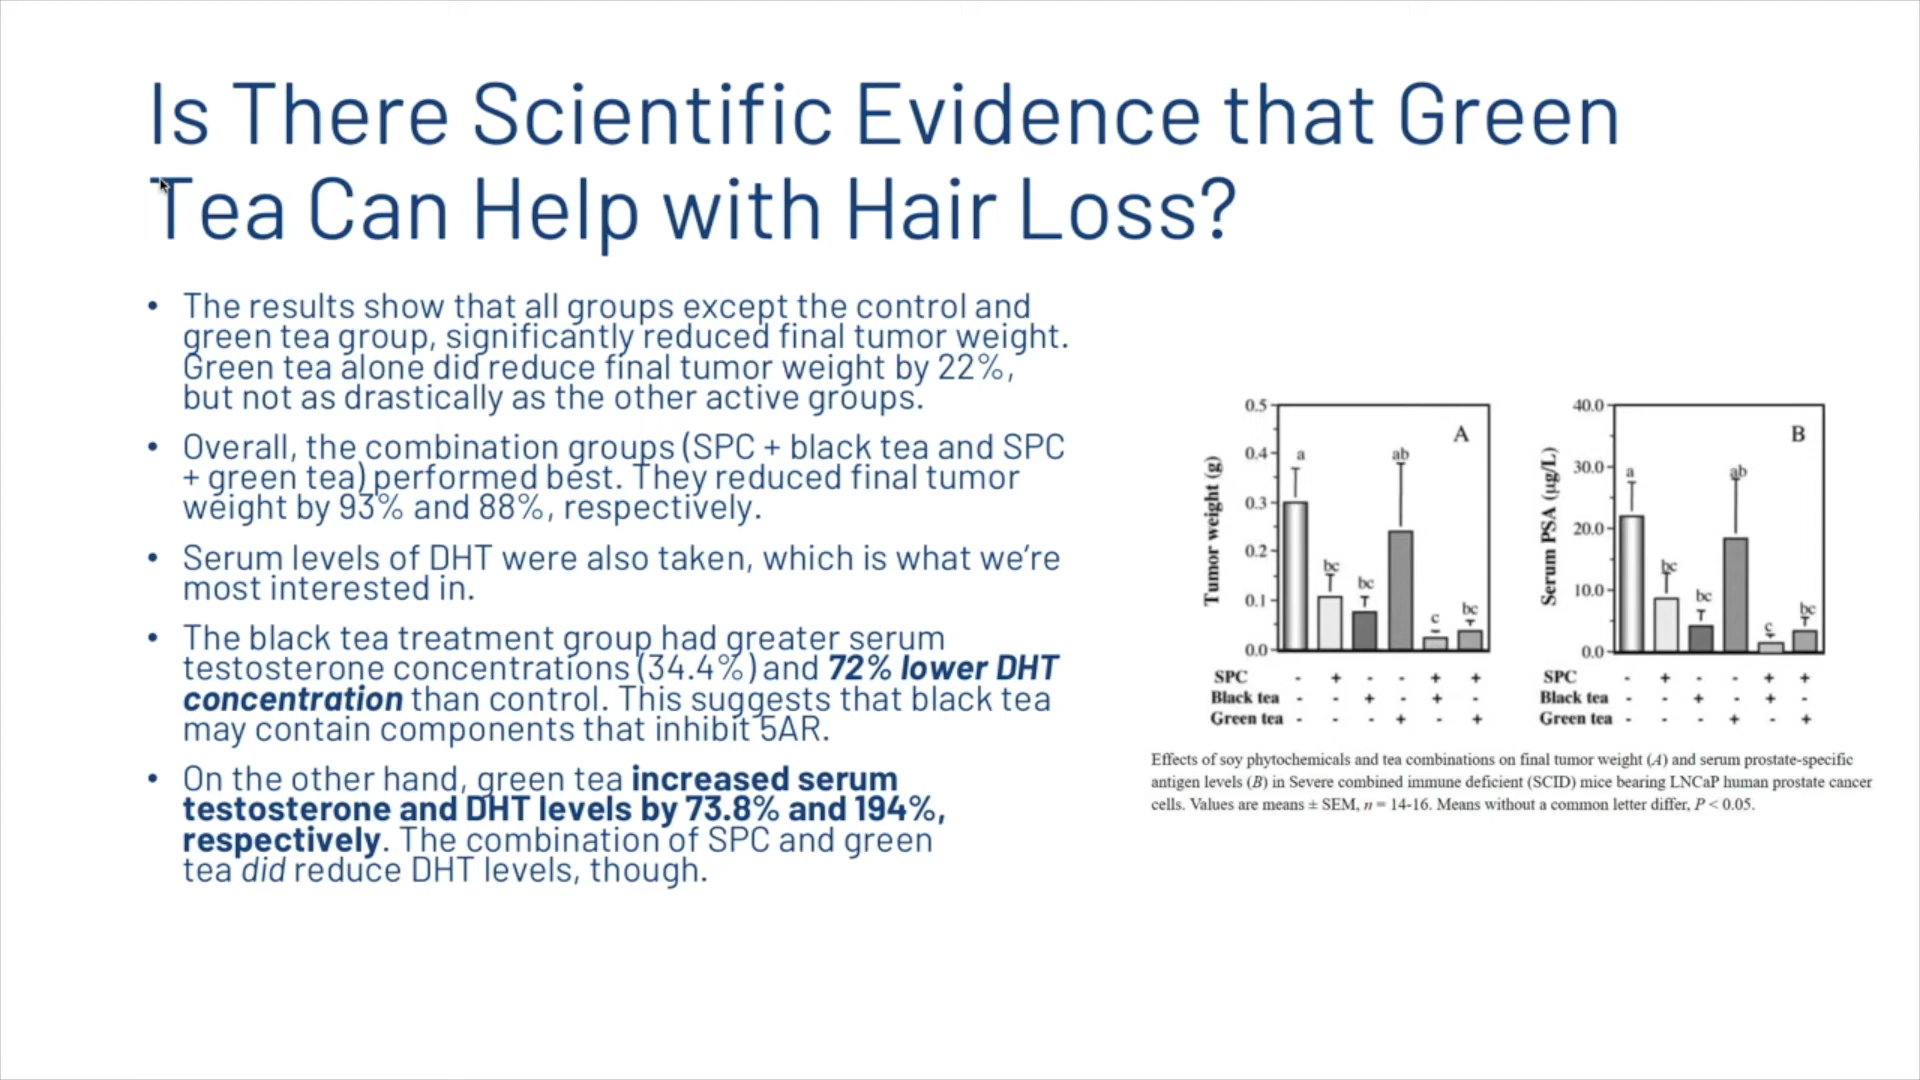 Is There Scientific Evidence that Green
Tea Can Help with Hair Loss?
• The results show that all groups except the control and
green tea group, significantly reduced final tumor weight.
Green tea alone did reduce final tumor weight by 22%,
but not as drastically as the other active groups.
• Overall, the combination groups (SPC + black tea and SPC
+ green tea) performed best. They reduced final tumor
weight by 93% and 88%, respectively.
• Serum levels of DHT were also taken, which is what we're
most interested in.
• The black tea treatment group had greater serum
testosterone concentrations (34.4%) and 72% lower DHT
concentration than control. This suggests that black tea
may contain components that inhibit 5AR.
• On the other hand, green tea increased serum
testosterone and DHT levels by 73.8% and 194%,
respectively. The combination of SPC and green
tea did reduce DHT levels, though.
Tumor weight (g)
0.5
0.4
0.3
0.2
0.1
0.0
A
a
bc
bc
ab
c
bc
SPC - + - - + +
Black tea - - + - + -
Green tea - - - + - +
Serum PSA (µg/L)
40.0
30.0
20.0
10.0
0.0
B
a
bc
bc
ab
c
bc
SPC - + - - + +
Black tea - - + - + -
Green tea - - - + - +
Effects of soy phytochemicals and tea combinations on final tumor weight (A) and serum prostate-specific
antigen levels (B) in Severe combined immune deficient (SCID) mice bearing LNCaP human prostate cancer
cells. Values are means ± SEM, n = 14-16. Means without a common letter differ, P < 0.05.